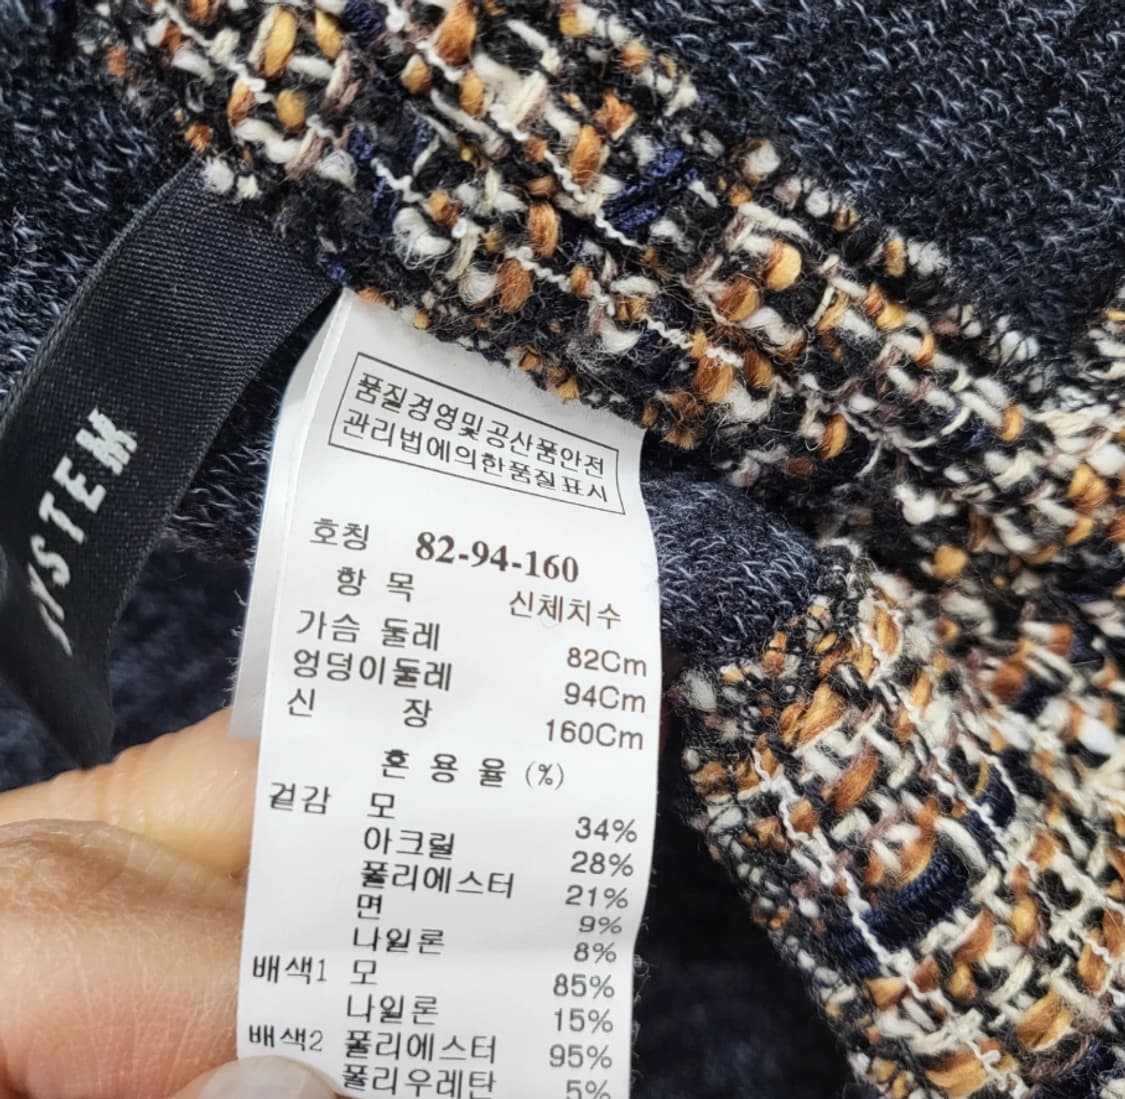 SYSTEM
품질경영및공산품안전
관리법에의한품질표시
호칭 82-94-160
항 목 신체치수
가슴 둘레 82Cm
엉덩이둘레 94Cm
신 장 160Cm
혼 용 율 (%)
겉감 모 34%
아크릴 28%
폴리에스터 21%
면 9%
나일론 8%
배색1 모 85%
나일론 15%
배색2 폴리에스터 95%
폴리우레탄 5%